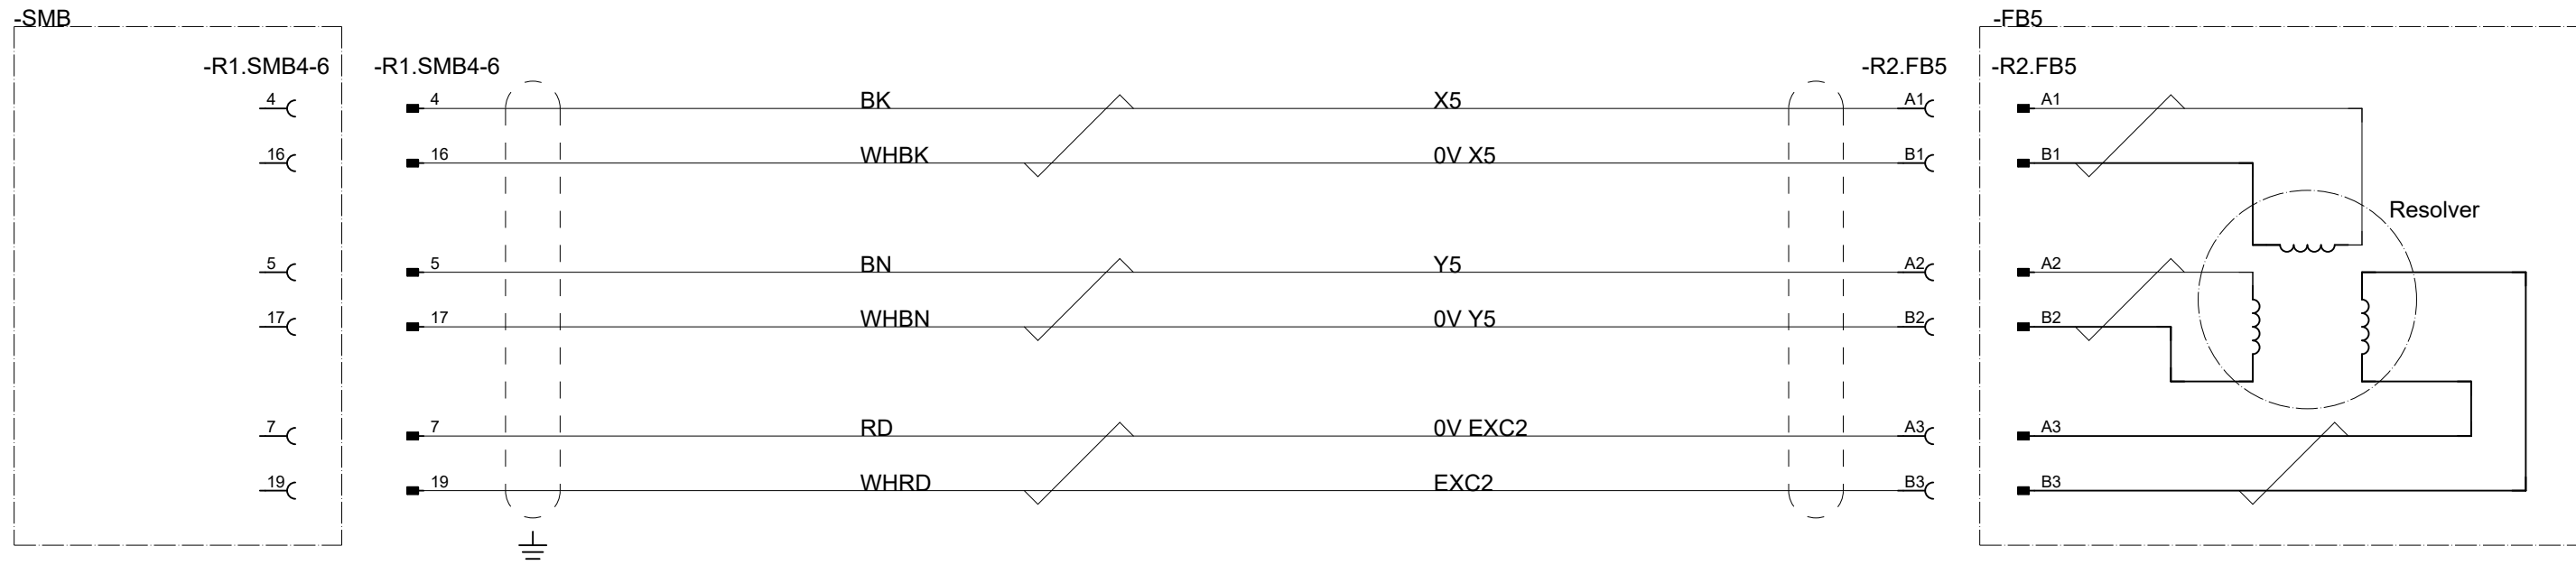 -SMB
-FB5
-R1.SMB4-6 -R1.SMB4-6 -R2.FB5 -R2.FB5
4 4 BK X5 A1 A1
16 16 WHBK 0V X5 B1 B1
Resolver
5 5 BN Y5 A2 A2
17 17 WHBN 0V Y5 B2 B2
7 7 RD 0V EXC2 A3 A3
19 19 WHRD EXC2 B3 B3